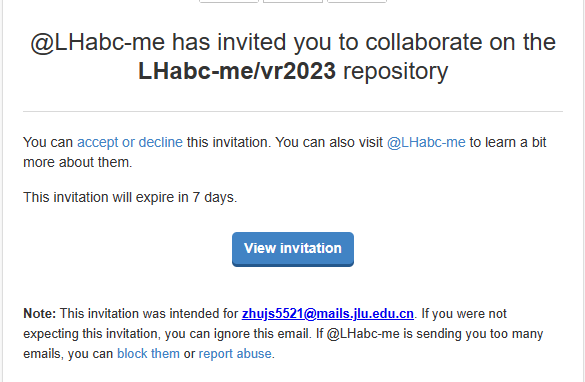 @LHabc-me has invited you to collaborate on the
LHabc-me/vr2023 repository
You can accept or decline this invitation. You can also visit @LHabc-me to learn a bit
more about them.
This invitation will expire in 7 days.
View invitation
Note: This invitation was intended for zhujs5521@mails.jlu.edu.cn. If you were not
expecting this invitation, you can ignore this email. If @LHabc-me is sending you too many
emails, you can block them or report abuse.